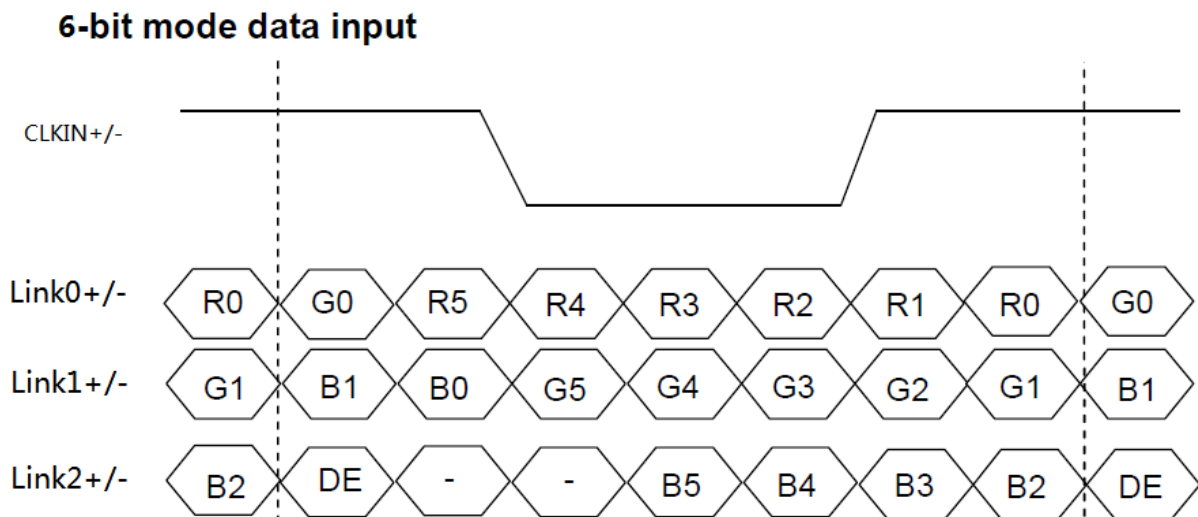 6-bit mode data input
CLKIN+/-
Link0+/- R0 G0 R5 R4 R3 R2 R1 R0 G0
Link1+/- G1 B1 B0 G5 G4 G3 G2 G1 B1
Link2+/- B2 DE - - B5 B4 B3 B2 DE